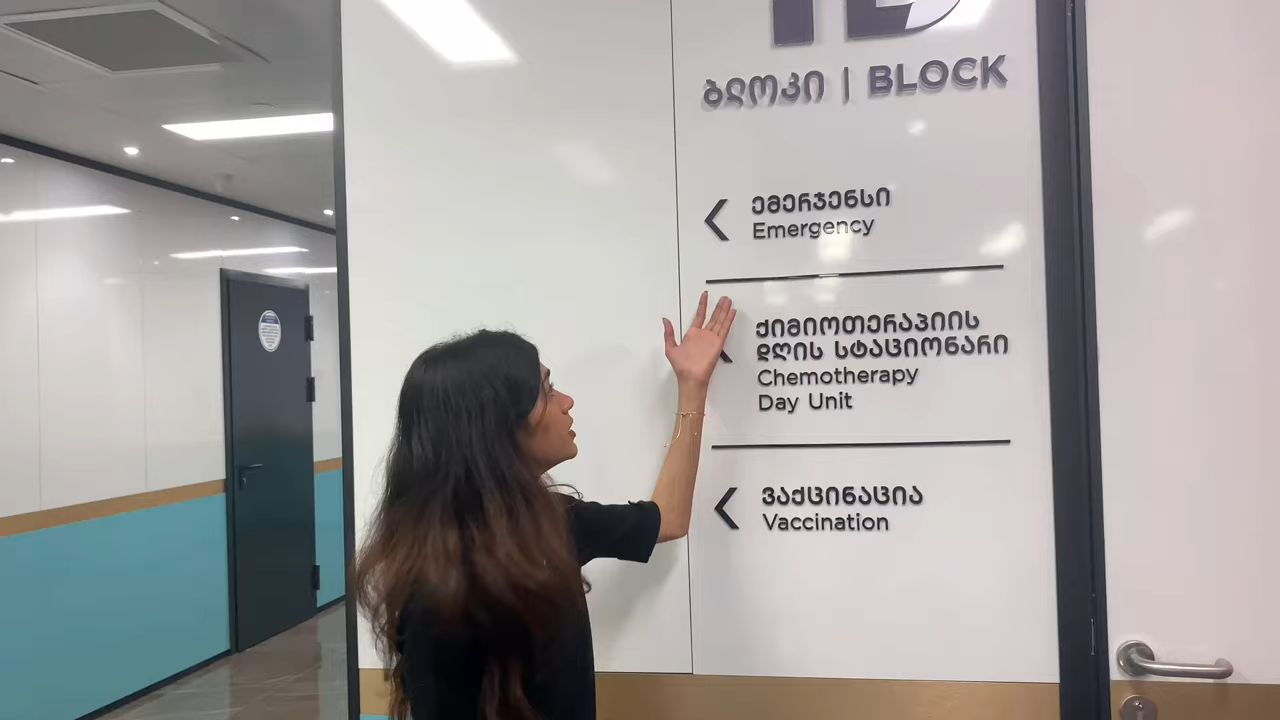 ბლოკი | BLOCK
ემერჯენსი
Emergency
ქიმიოთერაპიის
დღის სტაციონარი
Chemotherapy
Day Unit
ვაქცინაცია
Vaccination